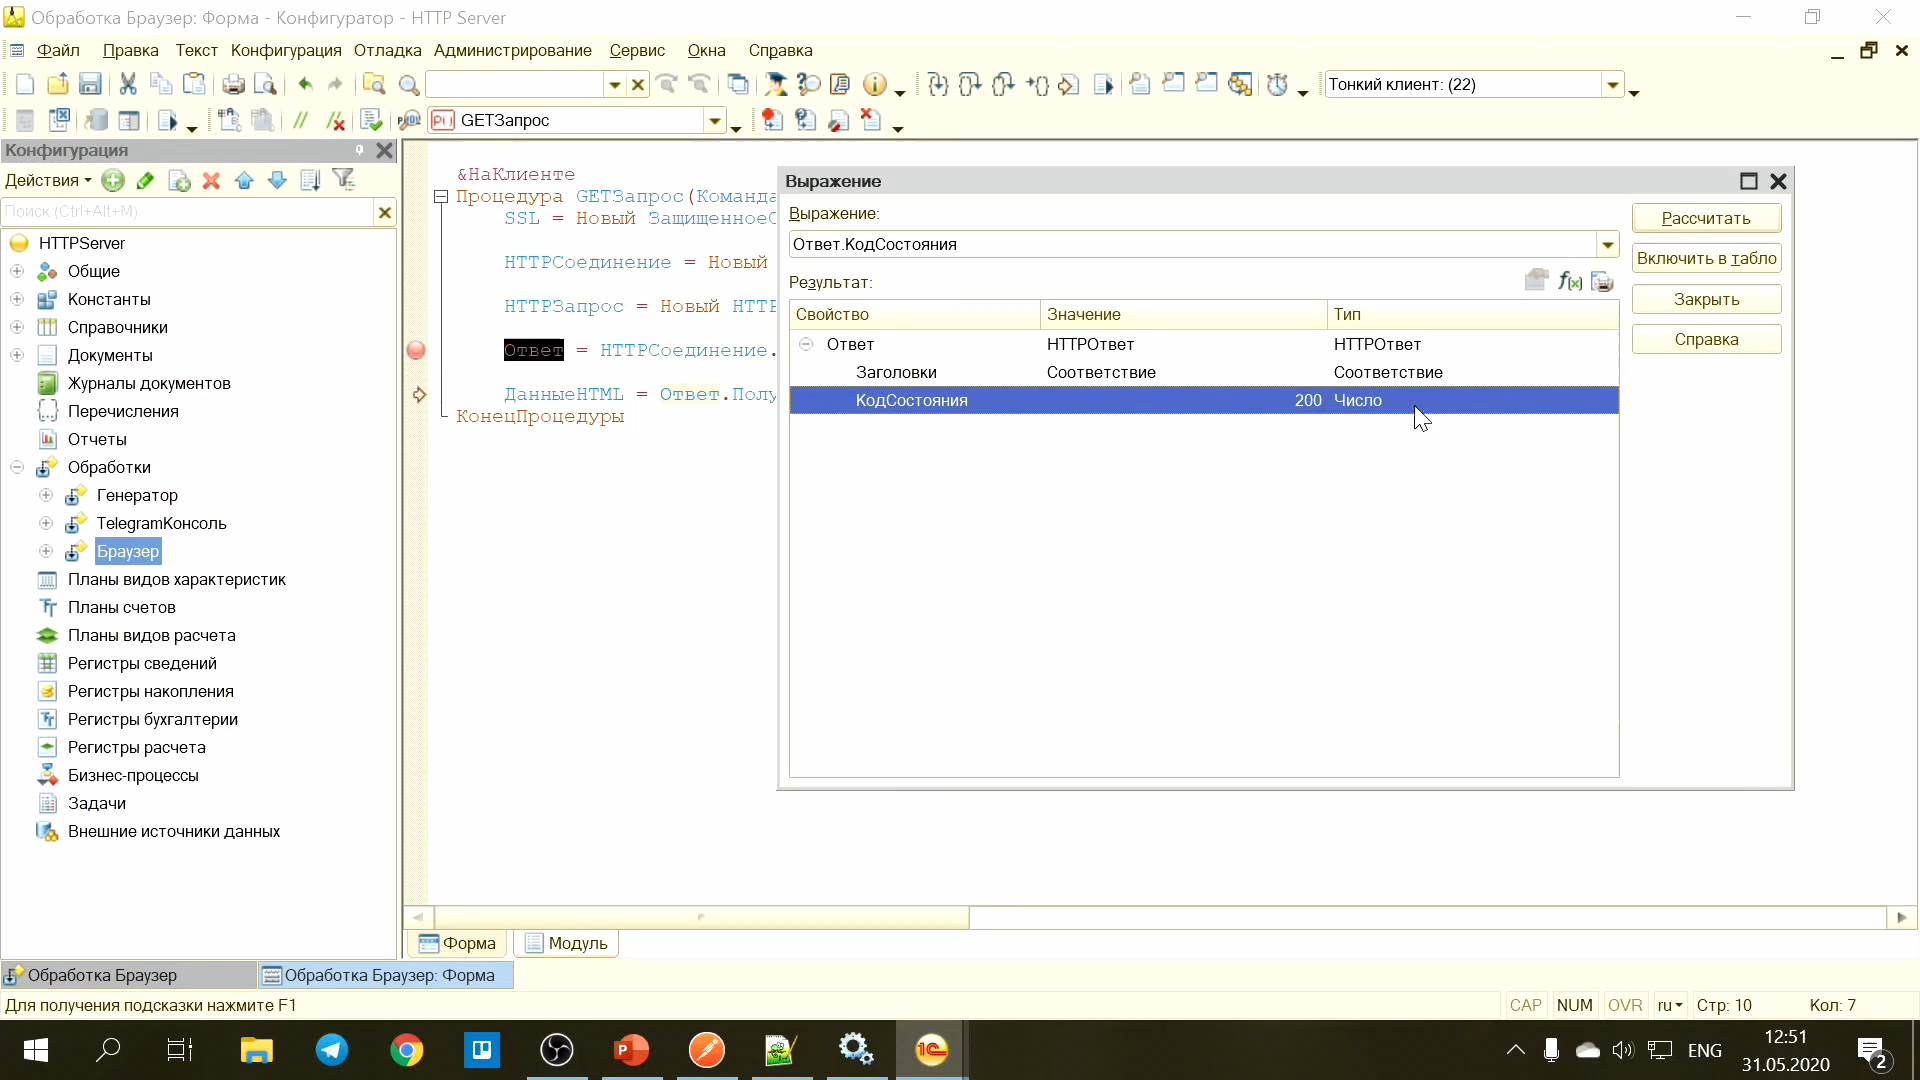 Обработка Браузер: Форма - Конфигуратор - HTTP Server
Файл Правка Текст Конфигурация Отладка Администрирование Сервис Окна Справка
Тонкий клиент: (22)
GETЗапрос
Конфигурация
Действия
Поиск (Ctrl+Alt+M)
HTTPServer
Общие
Константы
Справочники
Документы
Журналы документов
Перечисления
Отчеты
Обработки
Генератор
TelegramКонсоль
Браузер
Планы видов характеристик
Планы счетов
Планы видов расчета
Регистры сведений
Регистры накопления
Регистры бухгалтерии
Регистры расчета
Бизнес-процессы
Задачи
Внешние источники данных
&НаКлиенте
Процедура GETЗапрос(Команда
SSL = Новый ЗащищенноеС
HTTPСоединение = Новый
HTTPЗапрос = Новый HTTP
Ответ = HTTPСоединение.
ДанныеHTML = Ответ.Полу
КонецПроцедуры
Выражение
Выражение:
Ответ.КодСостояния
Результат:
Свойство Значение Тип
Ответ HTTPОтвет HTTPОтвет
Заголовки Соответствие Соответствие
КодСостояния 200 Число
Рассчитать
Включить в табло
Закрыть
Справка
Форма Модуль
Обработка Браузер Обработка Браузер: Форма
Для получения подсказки нажмите F1
CAP NUM OVR ru Стр: 10 Кол: 7
ENG
12:51
31.05.2020
2